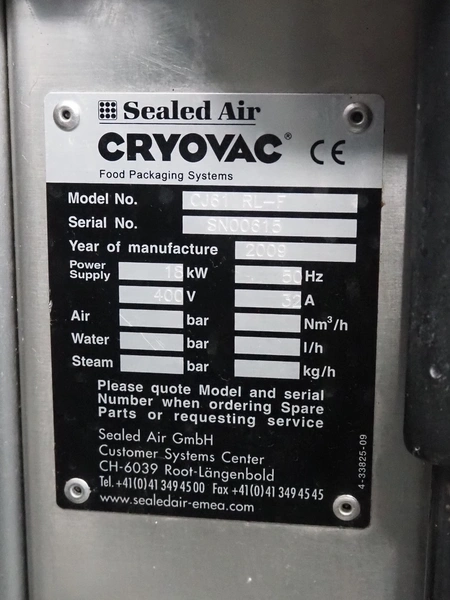 Sealed Air
CRYOVAC® CE
Food Packaging Systems
Model No. CJ61 RL-F
Serial No. SN00615
Year of manufacture 2009
Power Supply 18 kW 50 Hz
400 V 32 A
Air bar Nm³/h
Water bar l/h
Steam bar kg/h
Please quote Model and serial
Number when ordering Spare
Parts or requesting service
Sealed Air GmbH
Customer Systems Center
CH-6039 Root-Längenbold
Tel.+41(0)41 349 45 00 Fax +41(0)41 349 45 45
www.sealedair-emea.com
4-33825-09